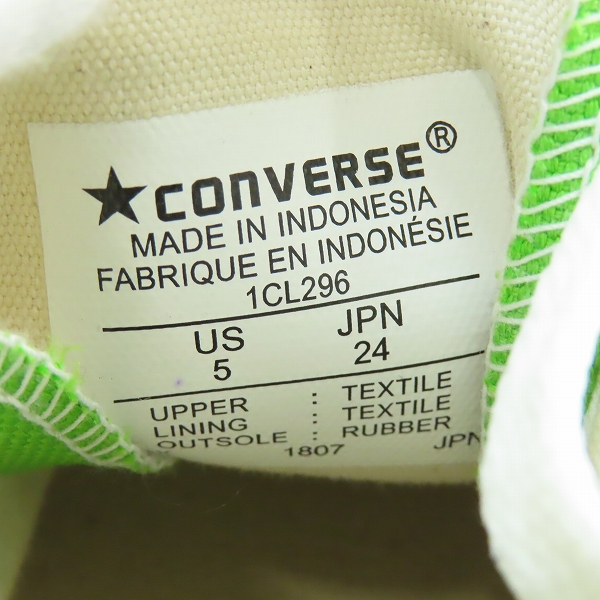 ★CONVERSE®
MADE IN INDONESIA
FABRIQUE EN INDONÉSIE
1CL296
US JPN
5 24
UPPER : TEXTILE
LINING : TEXTILE
OUTSOLE : RUBBER
1807 JPN